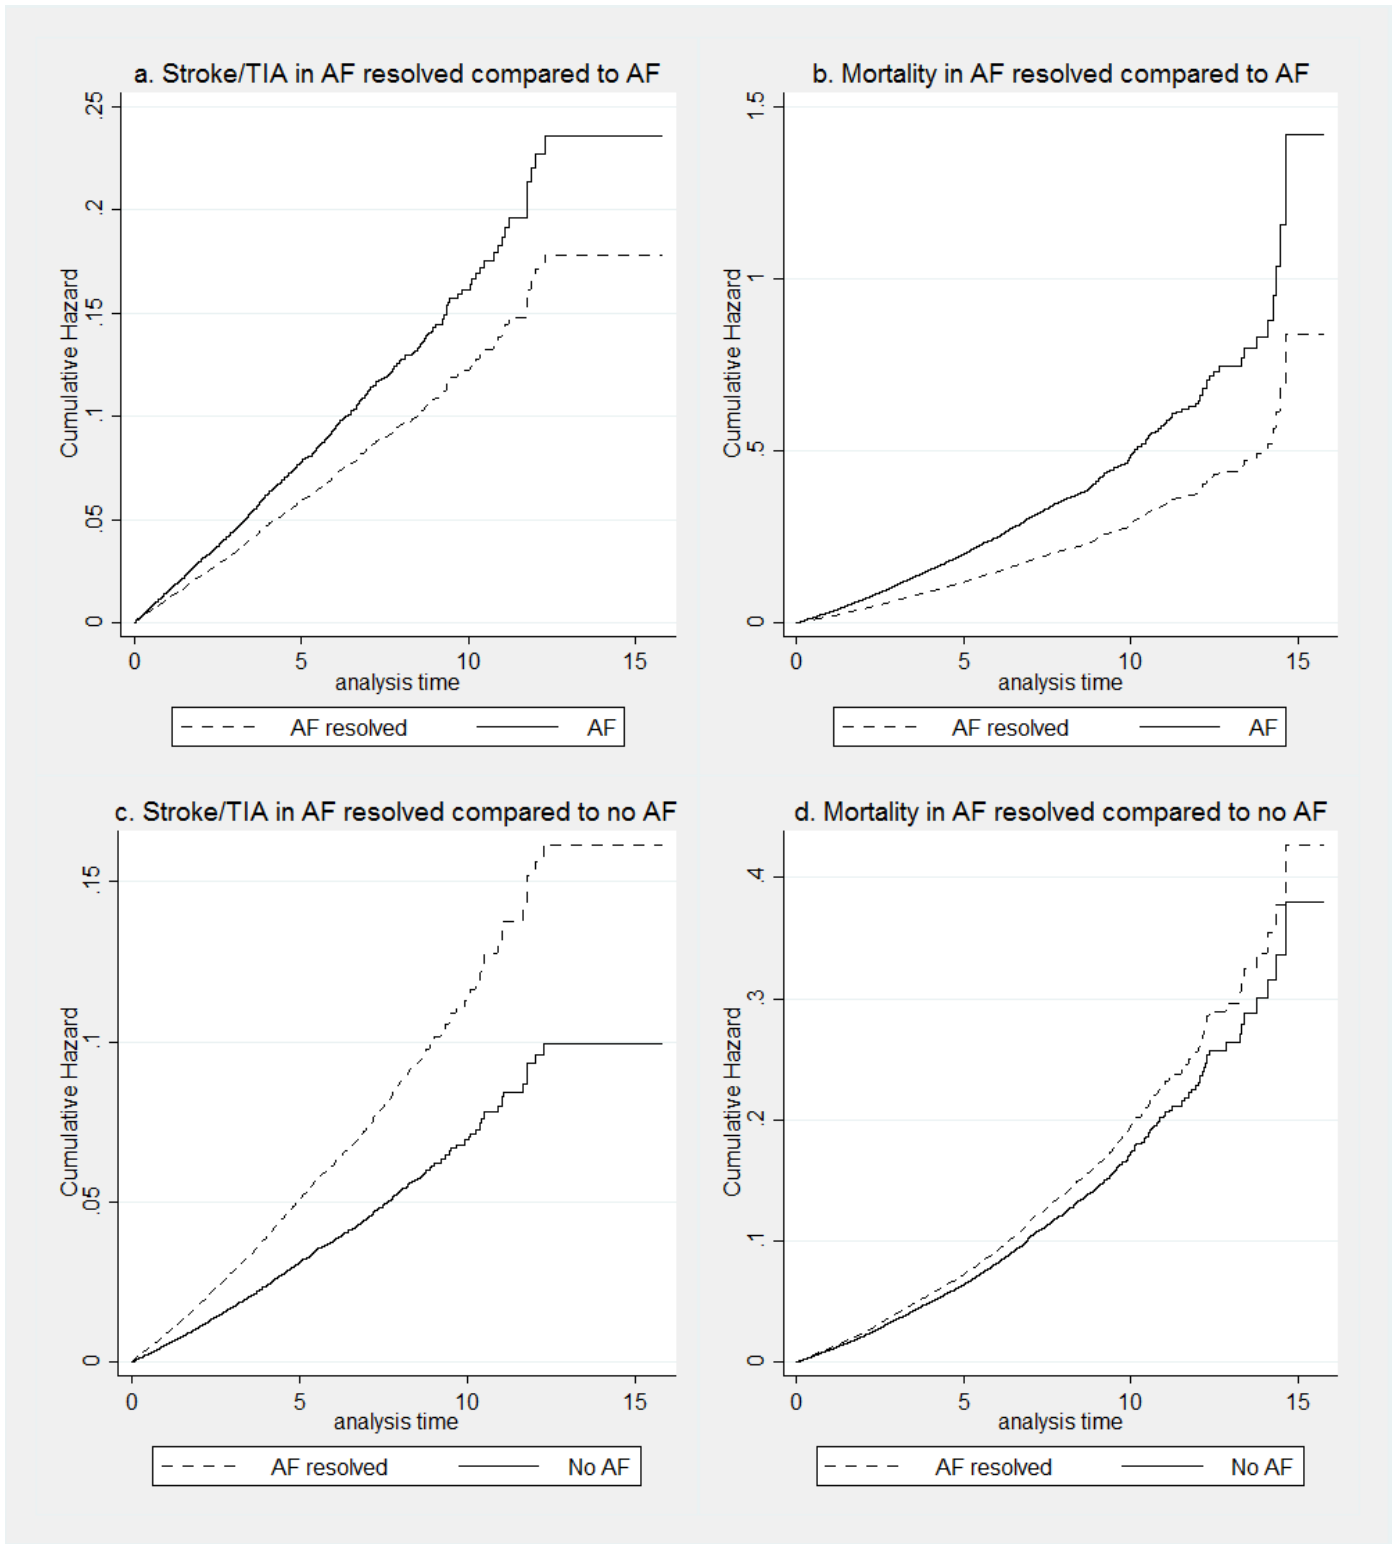 a. Stroke/TIA in AF resolved compared to AF
Cumulative Hazard
.25
.2
.15
.1
.05
0
0 5 10 15
analysis time
AF resolved AF
b. Mortality in AF resolved compared to AF
Cumulative Hazard
1.5
1
.5
0
0 5 10 15
analysis time
AF resolved AF
c. Stroke/TIA in AF resolved compared to no AF
Cumulative Hazard
.15
.1
.05
0
0 5 10 15
analysis time
AF resolved No AF
d. Mortality in AF resolved compared to no AF
Cumulative Hazard
.4
.3
.2
.1
0
0 5 10 15
analysis time
AF resolved No AF